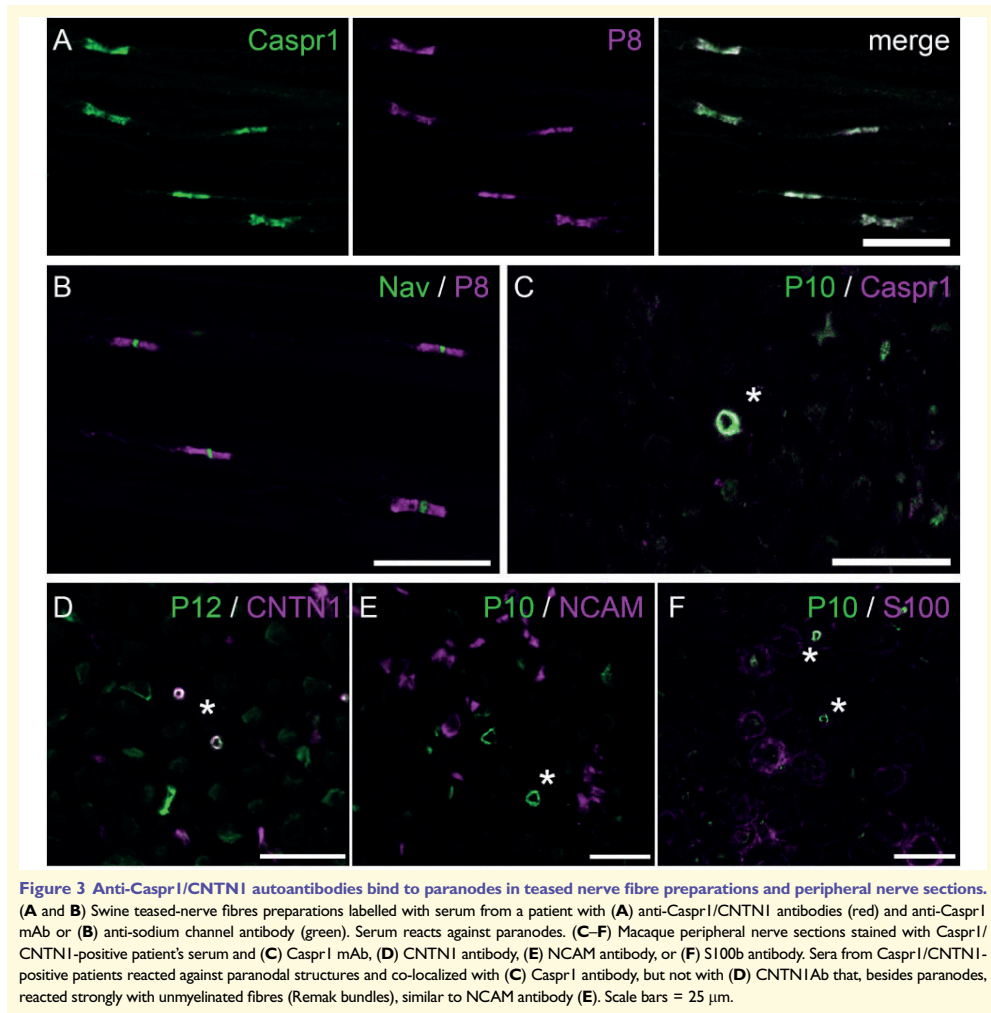 A Caspr1 P8 merge
B Nav / P8 C P10 / Caspr1
*
D P12 / CNTN1 E P10 / NCAM F P10 / S100
*
*
*
*
Figure 3 Anti-Caspr1/CNTN1 autoantibodies bind to paranodes in teased nerve fibre preparations and peripheral nerve sections.
(A and B) Swine teased-nerve fibres preparations labelled with serum from a patient with (A) anti-Caspr1/CNTN1 antibodies (red) and anti-Caspr1
mAb or (B) anti-sodium channel antibody (green). Serum reacts against paranodes. (C–F) Macaque peripheral nerve sections stained with Caspr1/
CNTN1-positive patient's serum and (C) Caspr1 mAb, (D) CNTN1 antibody, (E) NCAM antibody, or (F) S100b antibody. Sera from Caspr1/CNTN1-
positive patients reacted against paranodal structures and co-localized with (C) Caspr1 antibody, but not with (D) CNTN1Ab that, besides paranodes,
reacted strongly with unmyelinated fibres (Remak bundles), similar to NCAM antibody (E). Scale bars = 25 μm.